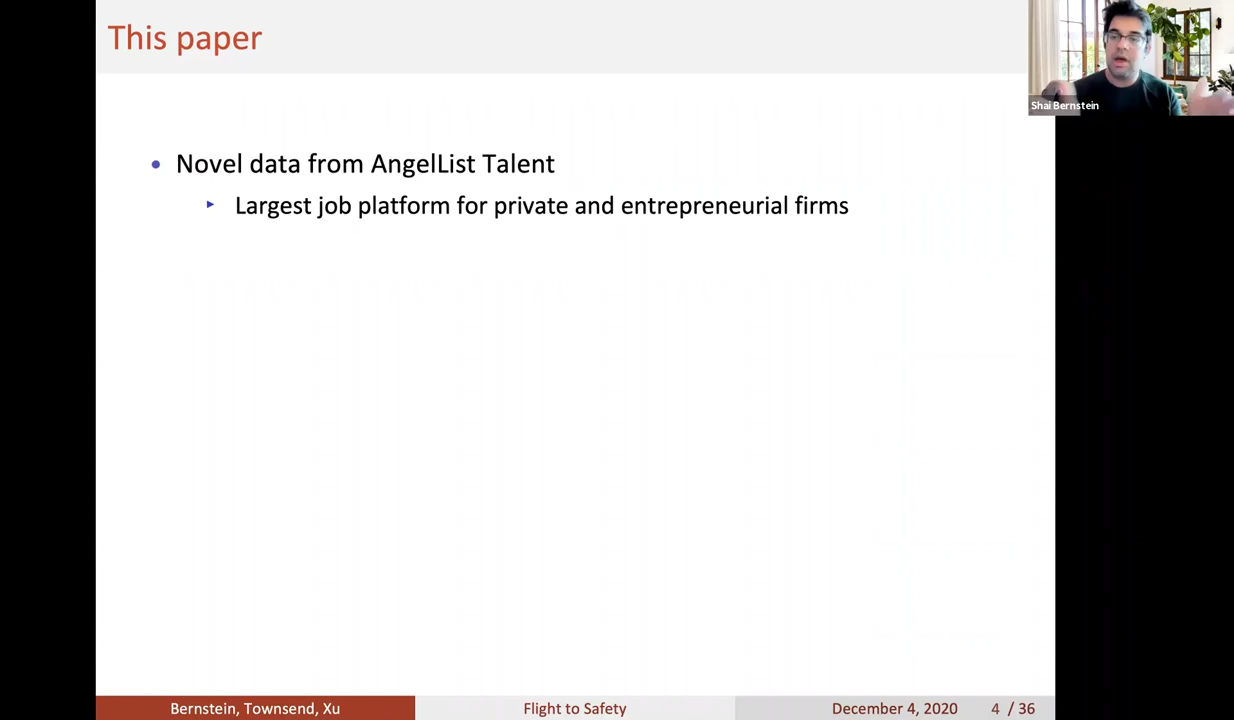 This paper
Shai Bernstein
• Novel data from AngelList Talent
▸ Largest job platform for private and entrepreneurial firms
Bernstein, Townsend, Xu
Flight to Safety
December 4, 2020
4 / 36